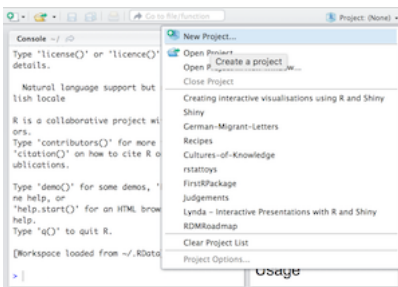 Go to file/function
Project: (None)
Console ~/
New Project...
Type 'license()' or 'licence()'
details.
Open Project...
Create a project
Close Project
Natural language support but
lish locale
Creating interactive visualisations using R and Shiny
Shiny
R is a collaborative project wi
ors.
German-Migrant-Letters
Type 'contributors()' for more
Recipes
'citation()' on how to cite R o
Cultures-of-Knowledge
ublications.
rstattoys
FirstRPackage
Type 'demo()' for some demos, '
ne help, or
Judgements
'help.start()' for an HTML brow
Lynda - Interactive Presentations with R and Shiny
help.
RDMRoadmap
Type 'q()' to quit R.
Clear Project List
[Workspace loaded from ~/.RData
Project Options...
>
Usage